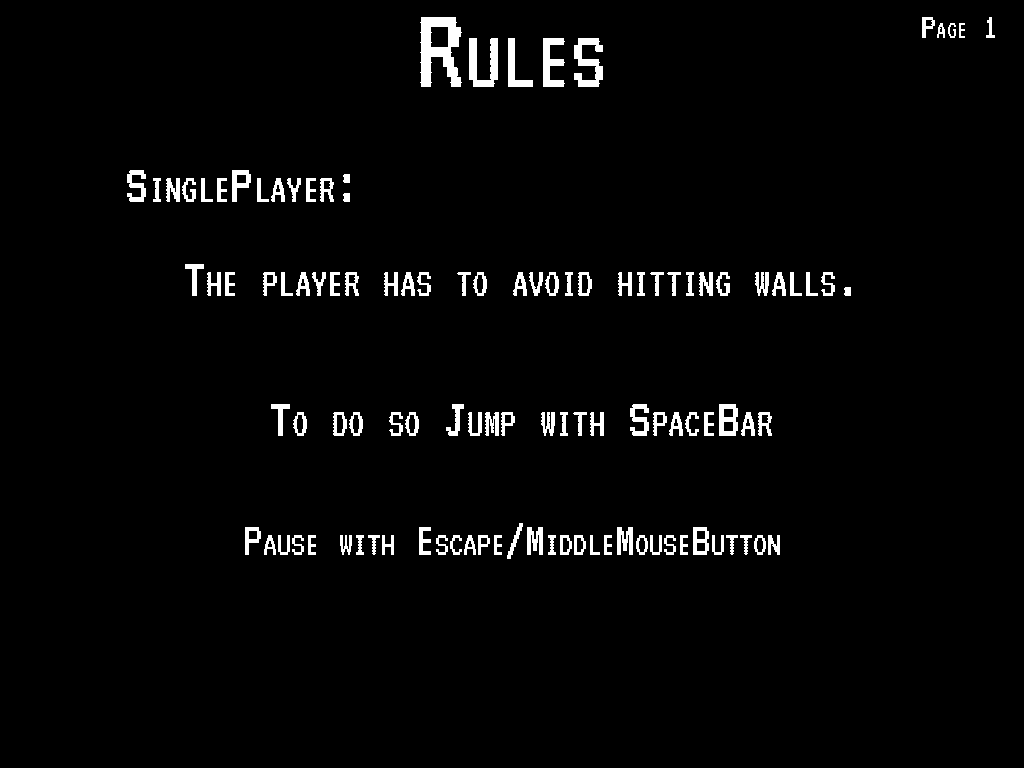 Rules
Page 1
SinglePlayer:
The player has to avoid hitting walls.
To do so Jump with SpaceBar
Pause with Escape/MiddleMouseButton